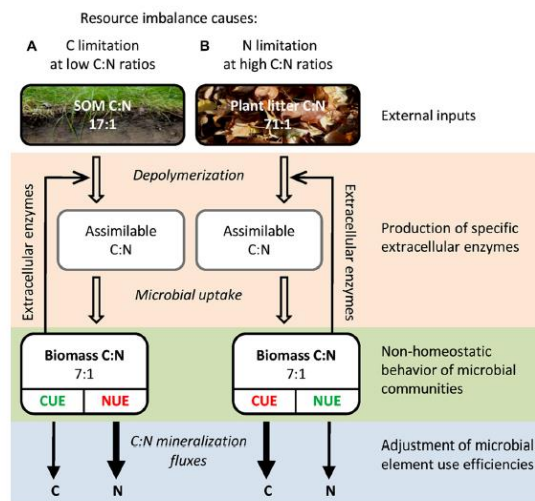 Resource imbalance causes:
A
C limitation
at low C:N ratios
B
N limitation
at high C:N ratios
SOM C:N
17:1
Plant litter C:N
71:1
External inputs
Depolymerization
Extracellular enzymes
Extracellular enzymes
Assimilable
C:N
Assimilable
C:N
Production of specific
extracellular enzymes
Microbial uptake
Biomass C:N
7:1
CUE
NUE
Biomass C:N
7:1
CUE
NUE
Non-homeostatic
behavior of microbial
communities
C:N mineralization
fluxes
C
N
C
N
Adjustment of microbial
element use efficiencies